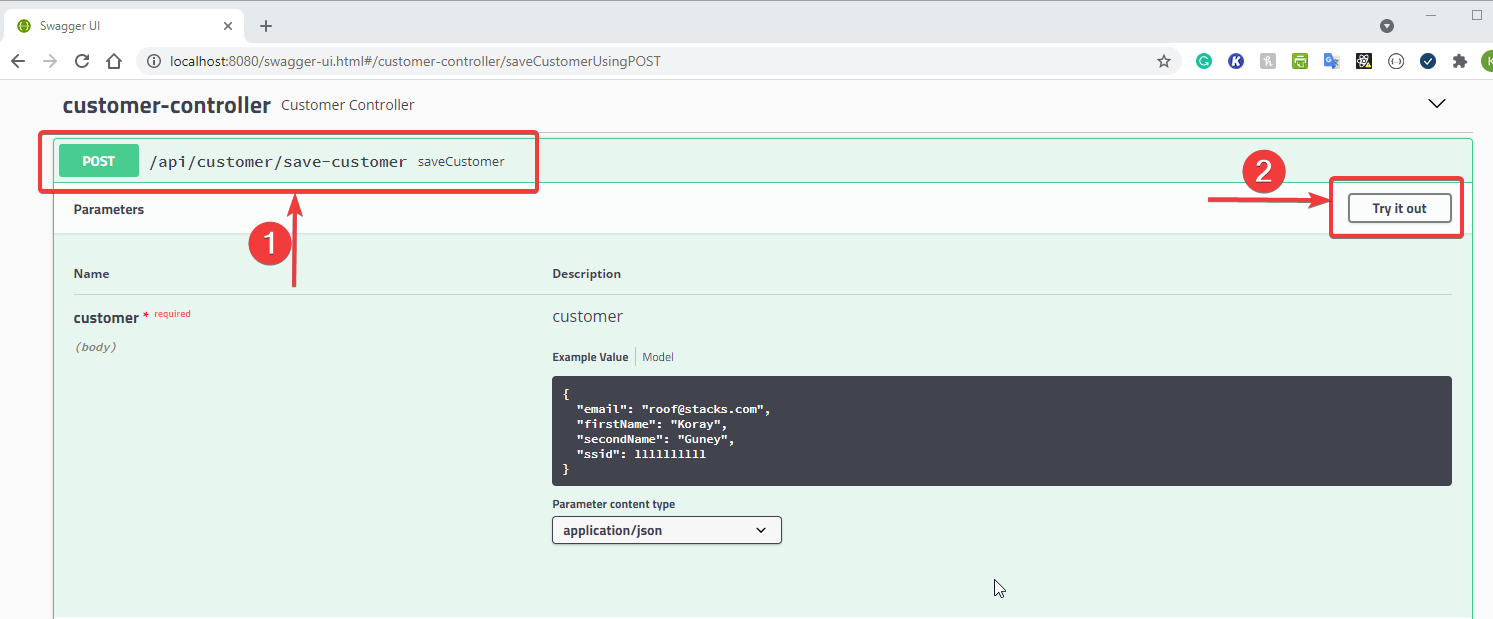 Swagger UI
localhost:8080/swagger-ui.html#/customer-controller/saveCustomerUsingPOST
customer-controller Customer Controller
POST /api/customer/save-customer saveCustomer
2
Parameters
Try it out
1
Name Description
customer * required
customer
(body)
Example Value Model
{
"email": "roof@stacks.com",
"firstName": "Koray",
"secondName": "Guney",
"ssid": 1111111111
}
Parameter content type
application/json